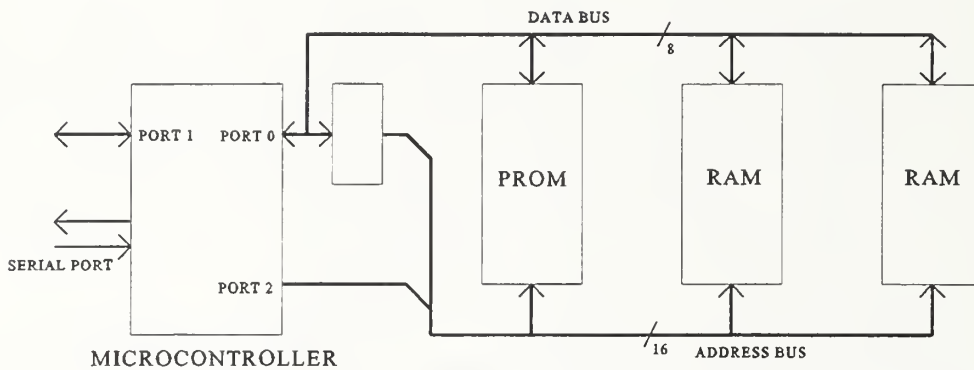 DATA BUS
8
PORT 1
PORT 0
PROM
RAM
RAM
SERIAL PORT
PORT 2
16
ADDRESS BUS
MICROCONTROLLER